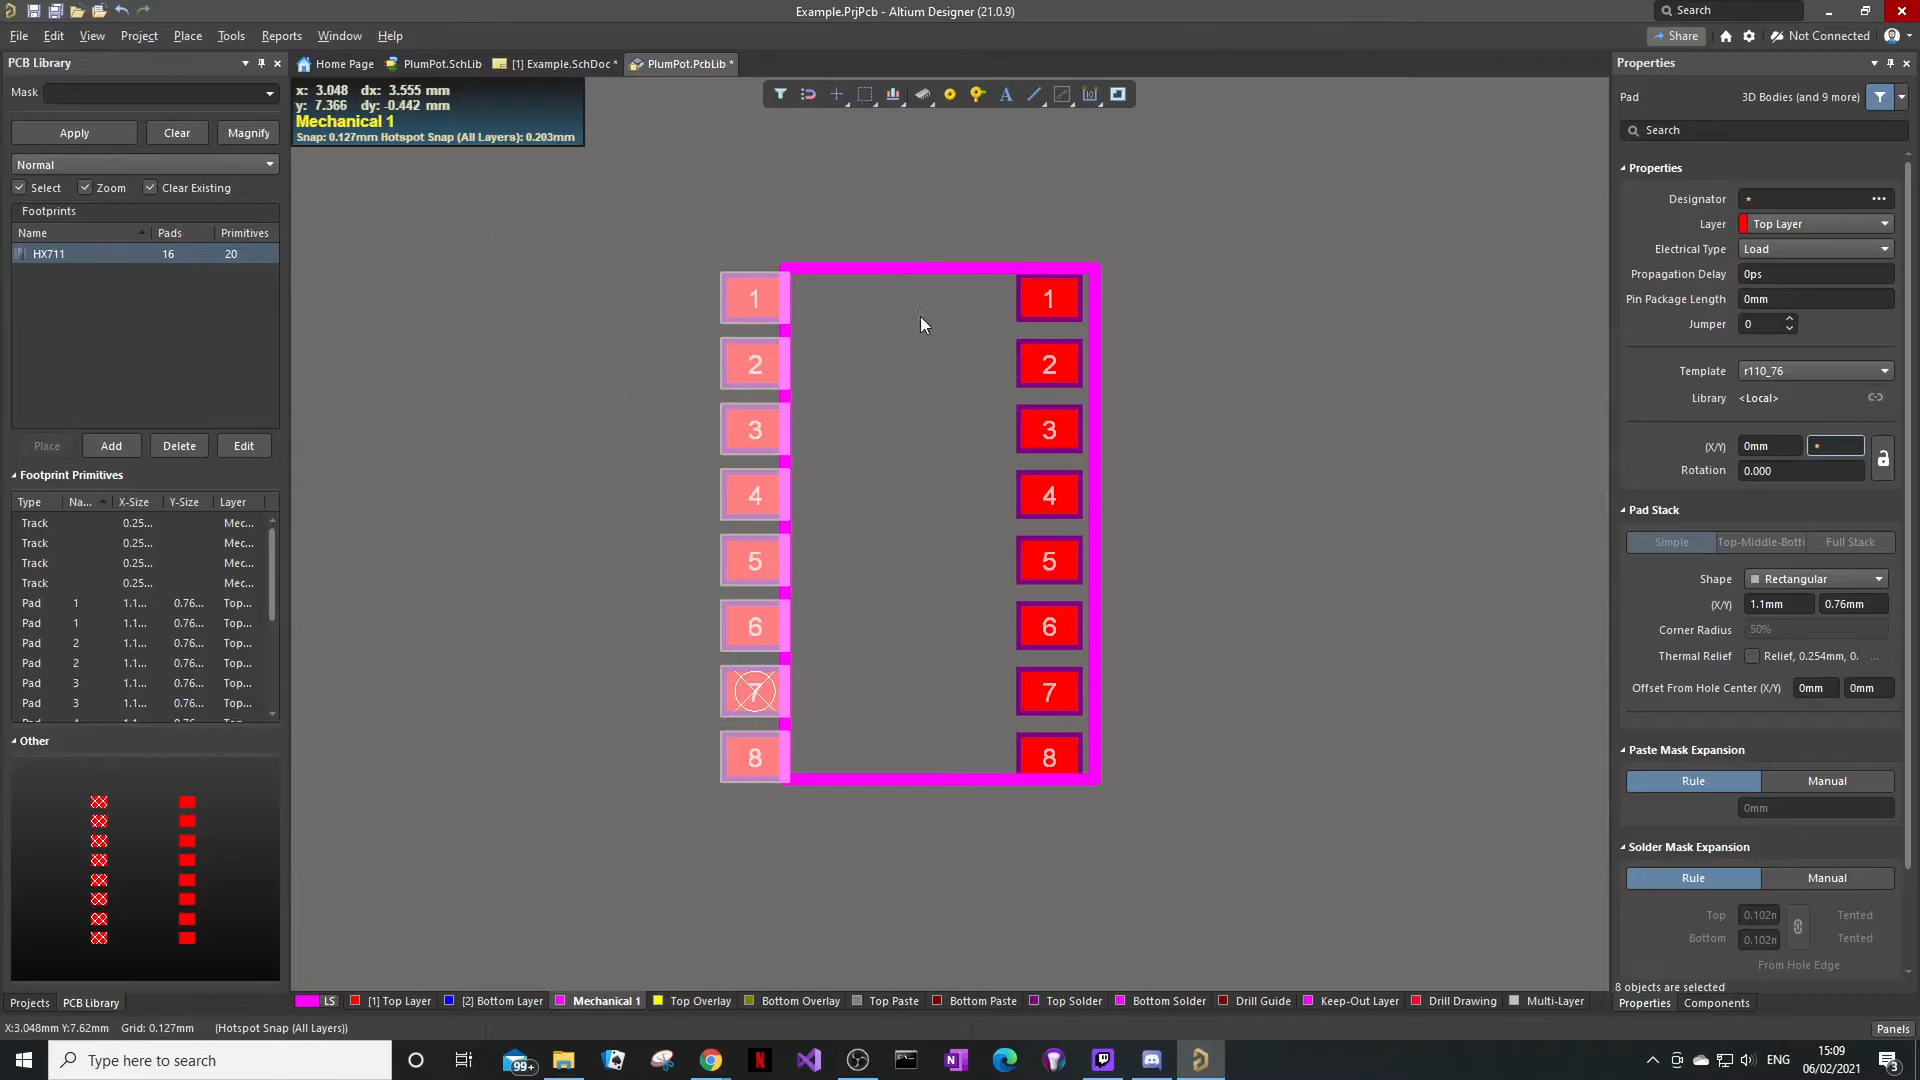 Example.PrjPcb - Altium Designer (21.0.9)
Search
File Edit View Project Place Tools Reports Window Help
Share
Not Connected
PCB Library
Home Page PlumPot.SchLib [1] Example.SchDoc * PlumPot.PcbLib *
Properties
Mask
x: 3.048 dx: 3.555 mm
y: 7.366 dy: -0.442 mm
Mechanical 1
Snap: 0.127mm Hotspot Snap (All Layers): 0.203mm
Pad 3D Bodies (and 9 more)
Search
Apply Clear Magnify
Normal
Select Zoom Clear Existing
Footprints
Name Pads Primitives
HX711 16 20
Place Add Delete Edit
Footprint Primitives
Type Na... X-Size Y-Size Layer
Track 0.25... Mec...
Track 0.25... Mec...
Track 0.25... Mec...
Track 0.25... Mec...
Pad 1 1.1... 0.76... Top...
Pad 1 1.1... 0.76... Top...
Pad 2 1.1... 0.76... Top...
Pad 2 1.1... 0.76... Top...
Pad 3 1.1... 0.76... Top...
Pad 3 1.1... 0.76... Top...
Other
Projects PCB Library
1 1
2 2
3 3
4 4
5 5
6 6
7 7
8 8
Properties
Designator * ...
Layer Top Layer
Electrical Type Load
Propagation Delay 0ps
Pin Package Length 0mm
Jumper 0
Template r110_76
Library <Local>
(X/Y) 0mm *
Rotation 0.000
Pad Stack
Simple Top-Middle-Bott Full Stack
Shape Rectangular
(X/Y) 1.1mm 0.76mm
Corner Radius 50%
Thermal Relief Relief, 0.254mm, 0. ...
Offset From Hole Center (X/Y) 0mm 0mm
Paste Mask Expansion
Rule Manual
0mm
Solder Mask Expansion
Rule Manual
Top 0.102n Tented
Bottom 0.102n Tented
From Hole Edge
8 objects are selected
Properties Components
LS [1] Top Layer [2] Bottom Layer Mechanical 1 Top Overlay Bottom Overlay Top Paste Bottom Paste Top Solder Bottom Solder Drill Guide Keep-Out Layer Drill Drawing Multi-Layer
X:3.048mm Y:7.62mm Grid: 0.127mm (Hotspot Snap (All Layers))
Panels
Type here to search
99+
ENG
15:09
06/02/2021
3